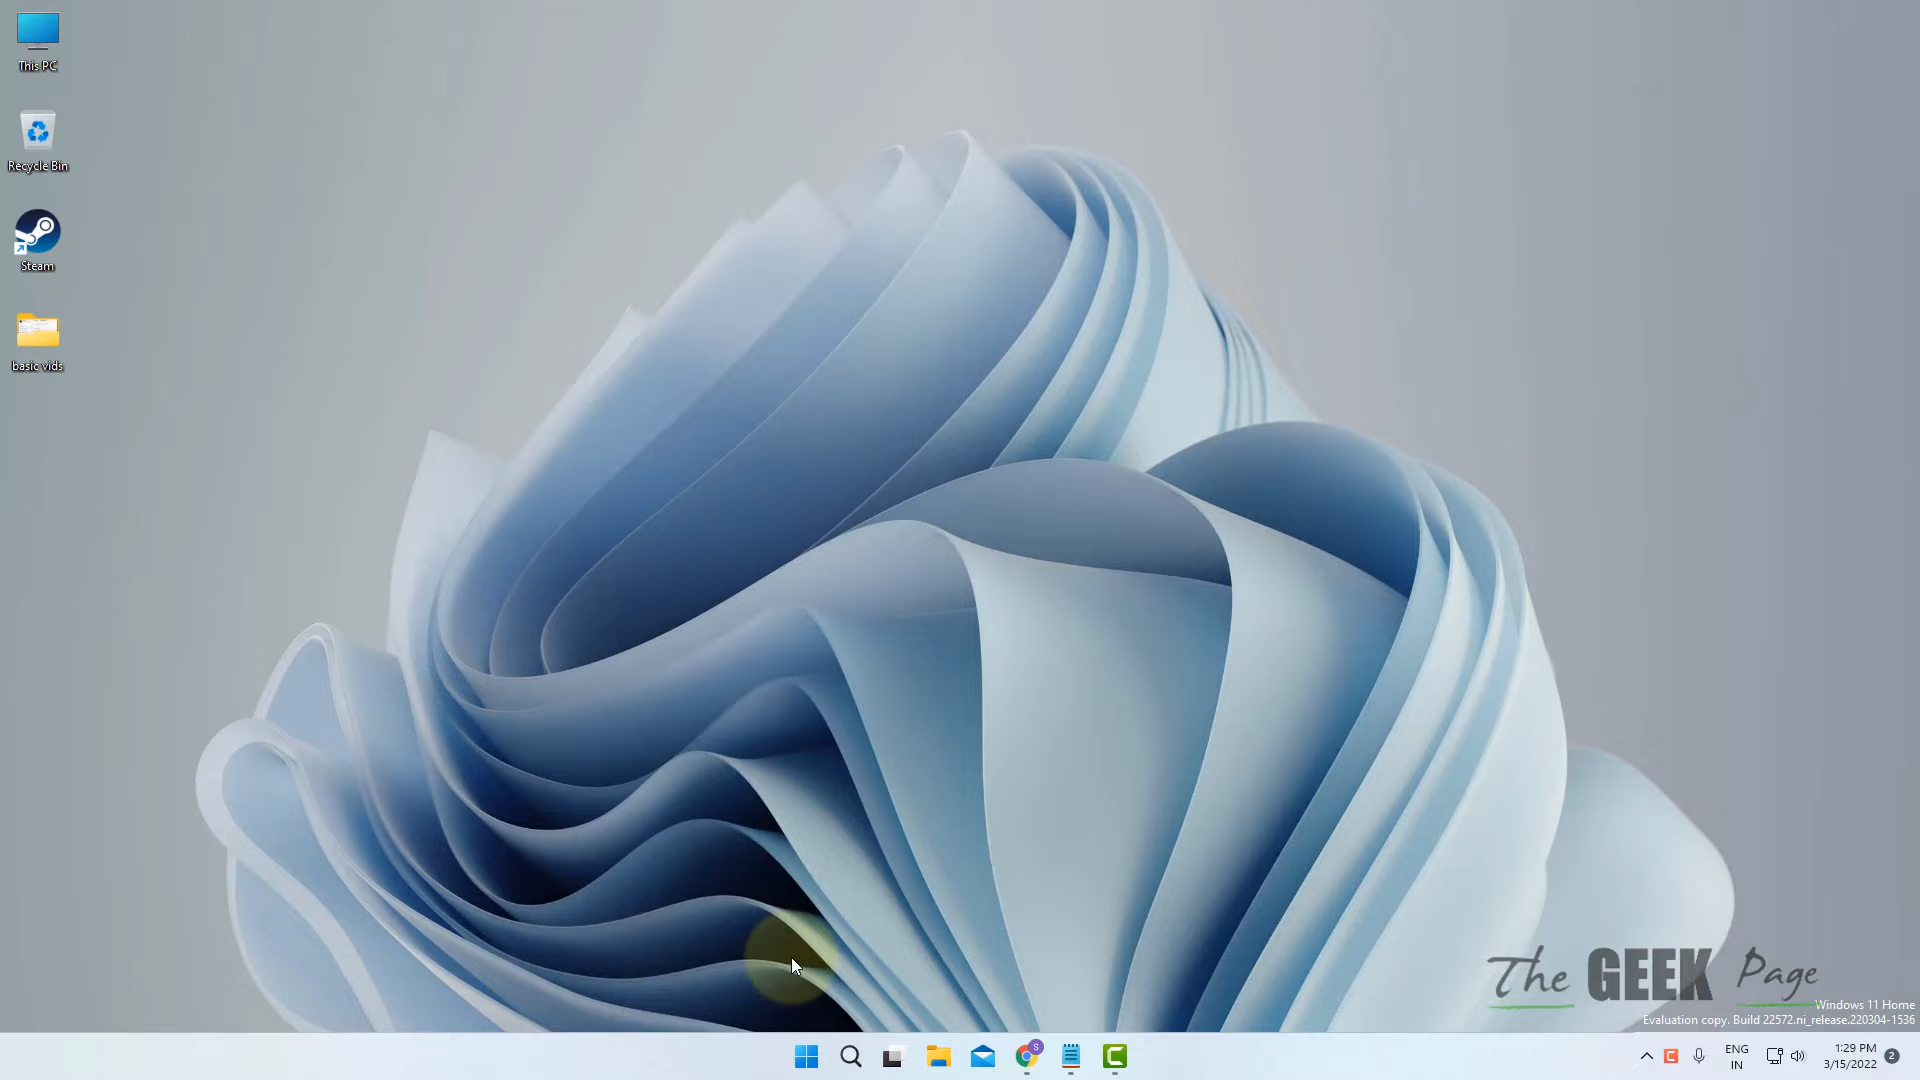 This PC
Recycle Bin
Steam
basic vids
The GEEK Page
Windows 11 Home
Evaluation copy. Build 22572.ni_release.220304-1536
S
C
C
ENG
IN
1:29 PM
3/15/2022
2